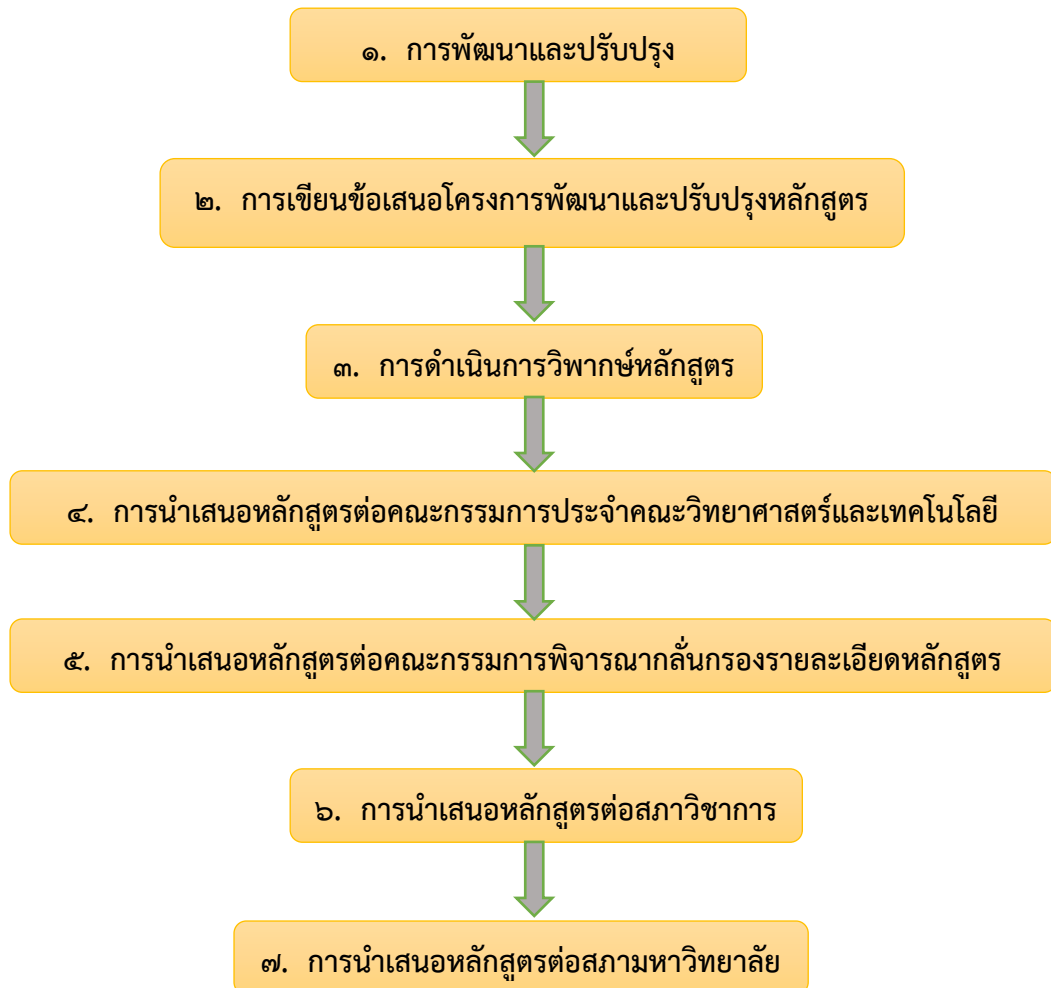 ๑. การพัฒนาและปรับปรุง
๒. การเขียนข้อเสนอโครงการพัฒนาและปรับปรุงหลักสูตร
๓. การดำเนินการวิพากษ์หลักสูตร
๔. การนำเสนอหลักสูตรต่อคณะกรรมการประจำคณะวิทยาศาสตร์และเทคโนโลยี
๕. การนำเสนอหลักสูตรต่อคณะกรรมการพิจารณากลั่นกรองรายละเอียดหลักสูตร
๖. การนำเสนอหลักสูตรต่อสภาวิชาการ
๗. การนำเสนอหลักสูตรต่อสภามหาวิทยาลัย